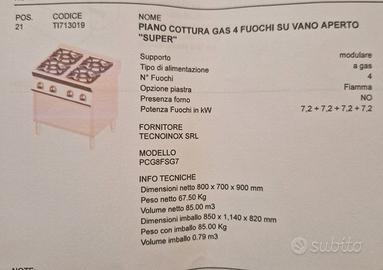 POS.
21
CODICE
TI713019
NOME
PIANO COTTURA GAS 4 FUOCHI SU VANO APERTO
"SUPER"
Supporto modulare
Tipo di alimentazione a gas
N° Fuochi 4
Opzione piastra Fiamma
Presenza forno NO
Potenza Fuochi in kW 7,2 + 7,2 + 7,2 + 7,2
FORNITORE
TECNOINOX SRL
MODELLO
PCG8FSG7
INFO TECNICHE
Dimensioni netto 800 x 700 x 900 mm
Peso netto 67.50 Kg
Volume netto 85.00 m3
Dimensioni imballo 850 x 1,140 x 820 mm
Peso con imballo 85.00 Kg
Volume imballo 0.79 m3
subito